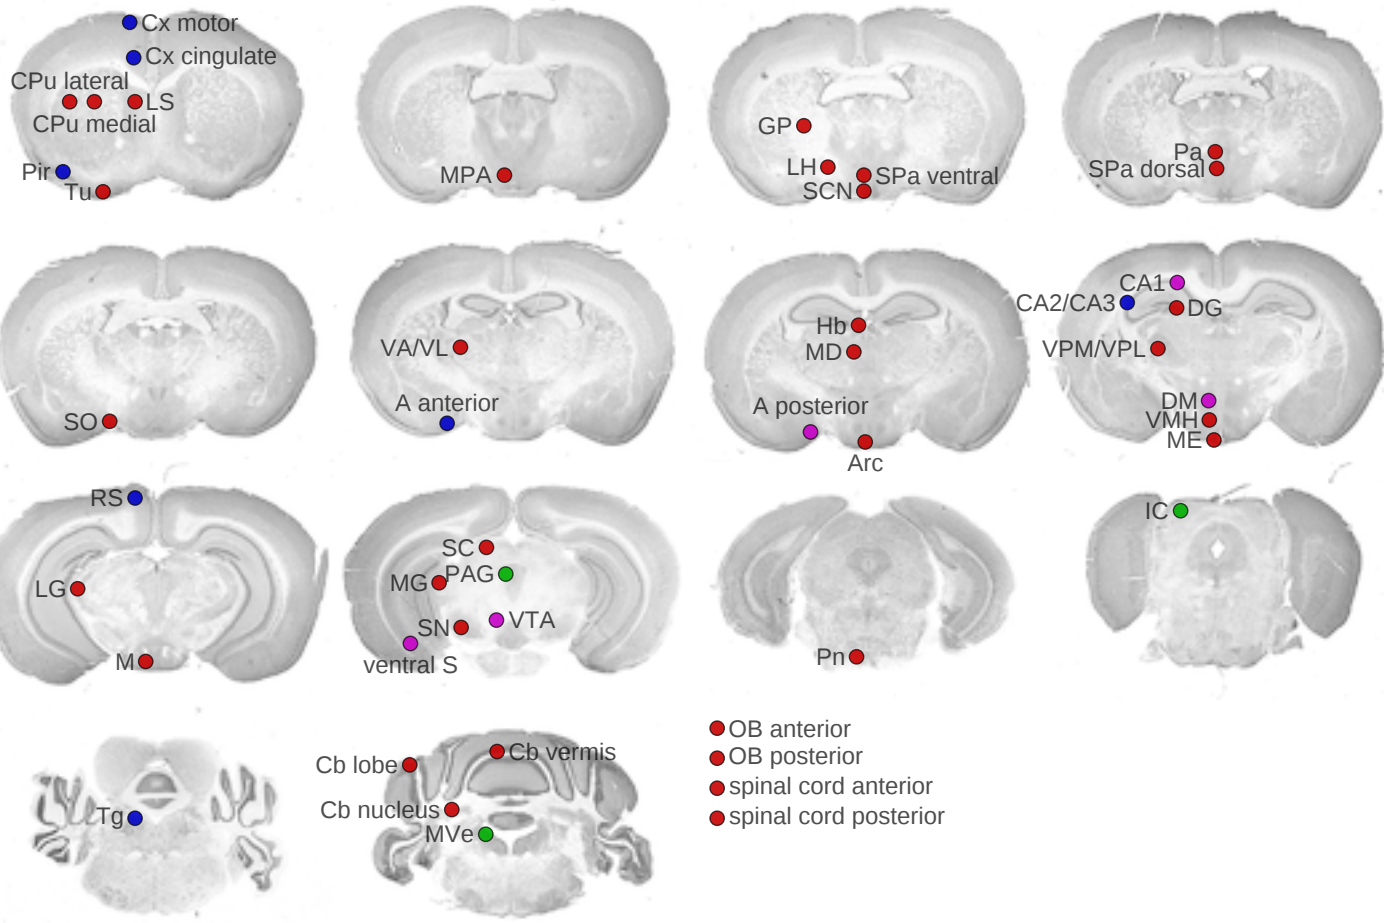 Cx motor
Cx cingulate
CPu lateral
LS
CPu medial
Pir
Tu
MPA
GP
LH
SPa ventral
SCN
Pa
SPa dorsal
SO
VA/VL
A anterior
Hb
MD
A posterior
Arc
CA1
CA2/CA3
DG
VPM/VPL
DM
VMH
ME
RS
LG
M
SC
MG
PAG
SN
VTA
ventral S
Pn
IC
Tg
Cb lobe
Cb vermis
Cb nucleus
MVe
OB anterior
OB posterior
spinal cord anterior
spinal cord posterior